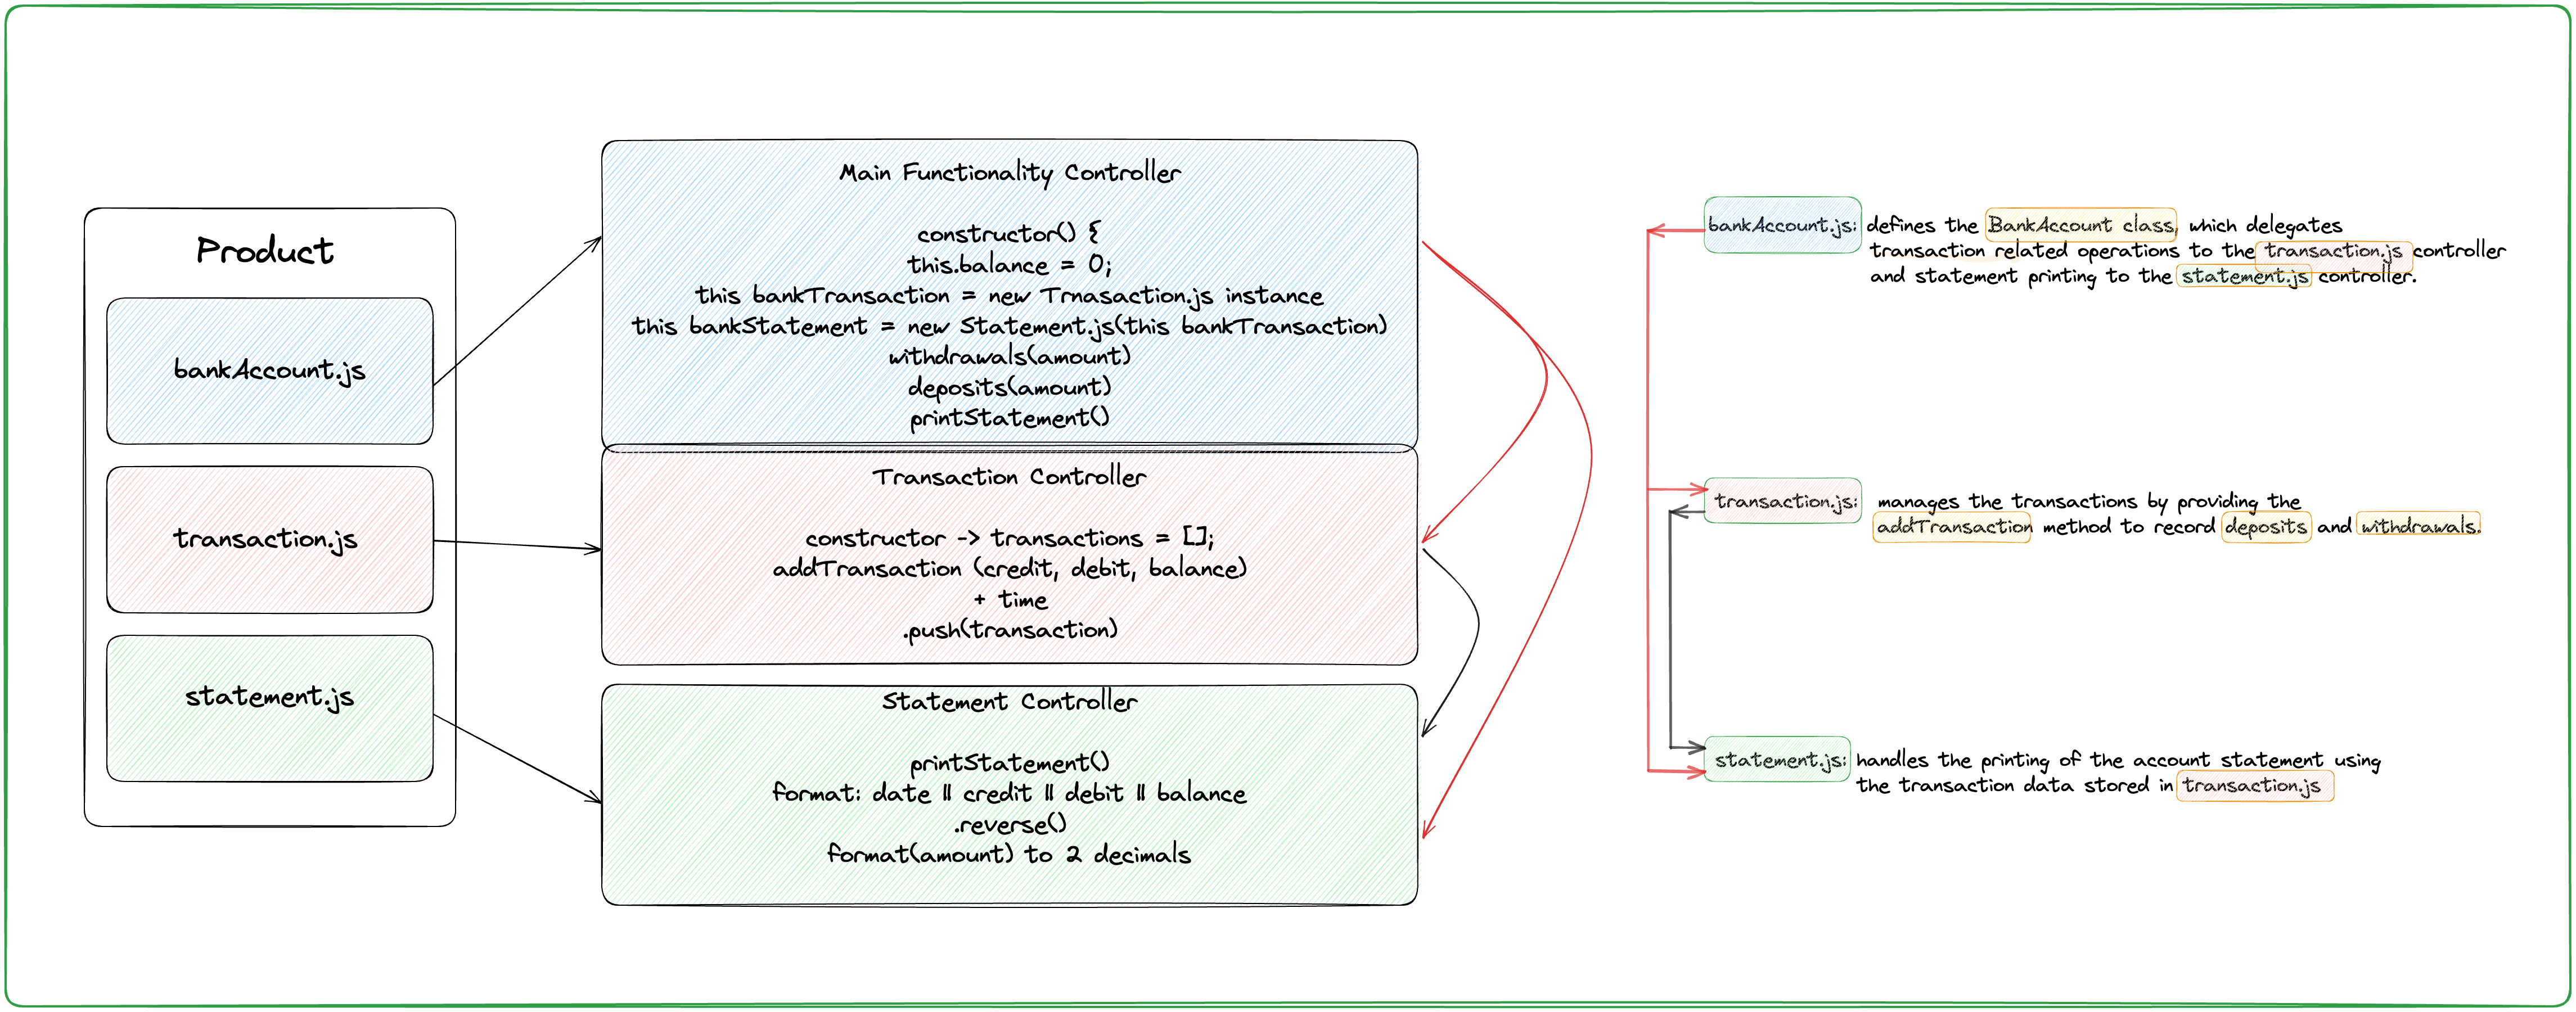 Product
bankAccount.js
transaction.js
statement.js
Main Functionality Controller
constructor() {
this.balance = 0;
this bankTransaction = new Trnasaction.js instance
this bankStatement = new Statement.js(this bankTransaction)
withdrawals(amount)
deposits(amount)
printStatement()
Transaction Controller
constructor -> transactions = [];
addTransaction (credit, debit, balance)
+ time
.push(transaction)
Statement Controller
printStatement()
format: date || credit || debit || balance
.reverse()
format(amount) to 2 decimals
bankAccount.js: defines the BankAccount class, which delegates
transaction related operations to the transaction.js controller
and statement printing to the statement.js controller.
transaction.js: manages the transactions by providing the
addTransaction method to record deposits and withdrawals.
statement.js: handles the printing of the account statement using
the transaction data stored in transaction.js